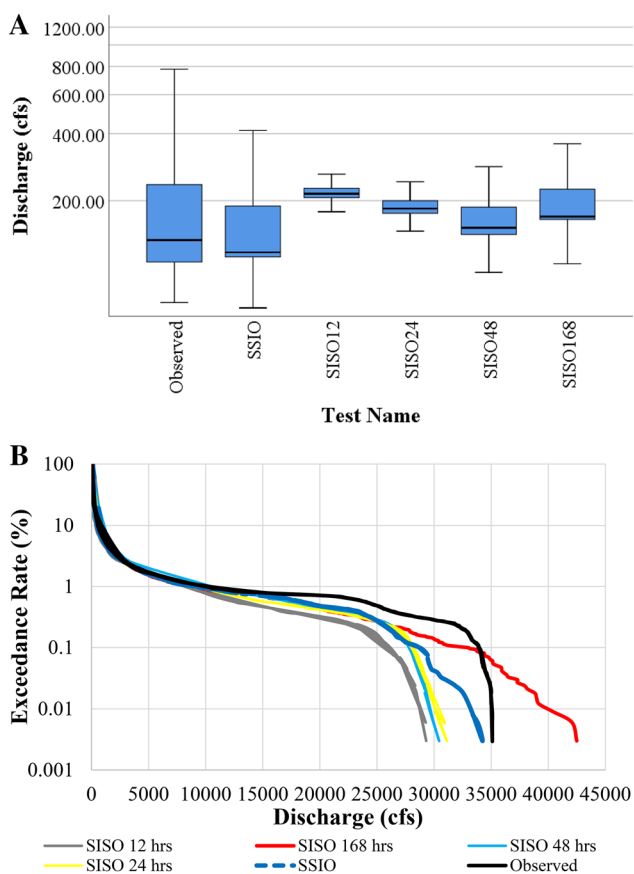 A
1200.00
800.00
600.00
400.00
200.00
Discharge (cfs)
Observed
SSIO
SISO12
SISO24
SISO48
SISO168
Test Name
B
100
10
1
0.1
0.01
0.001
Exceedance Rate (%)
0 5000 10000 15000 20000 25000 30000 35000 40000 45000
Discharge (cfs)
SISO 12 hrs SISO 168 hrs SISO 48 hrs
SISO 24 hrs SSIO Observed